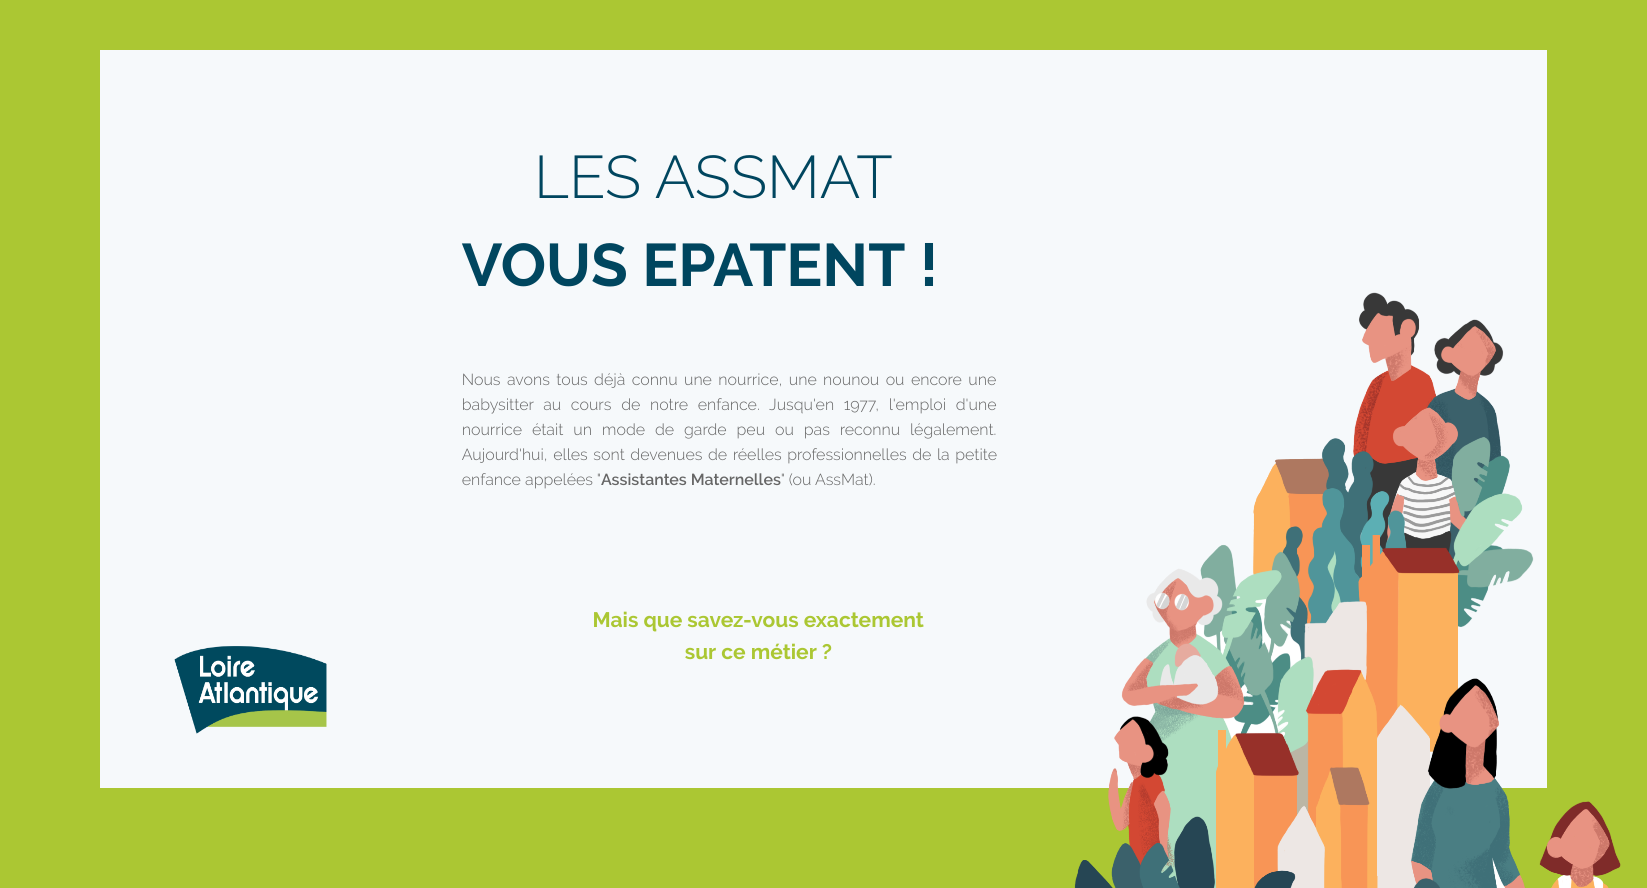 LES ASSMAT
VOUS EPATENT !
Nous avons tous déjà connu une nourrice, une nounou ou encore une
babysitter au cours de notre enfance. Jusqu'en 1977, l'emploi d'une
nourrice était un mode de garde peu ou pas reconnu légalement.
Aujourd'hui, elles sont devenues de réelles professionnelles de la petite
enfance appelées "Assistantes Maternelles" (ou AssMat).
Mais que savez-vous exactement
sur ce métier ?
Loire
Atlantique